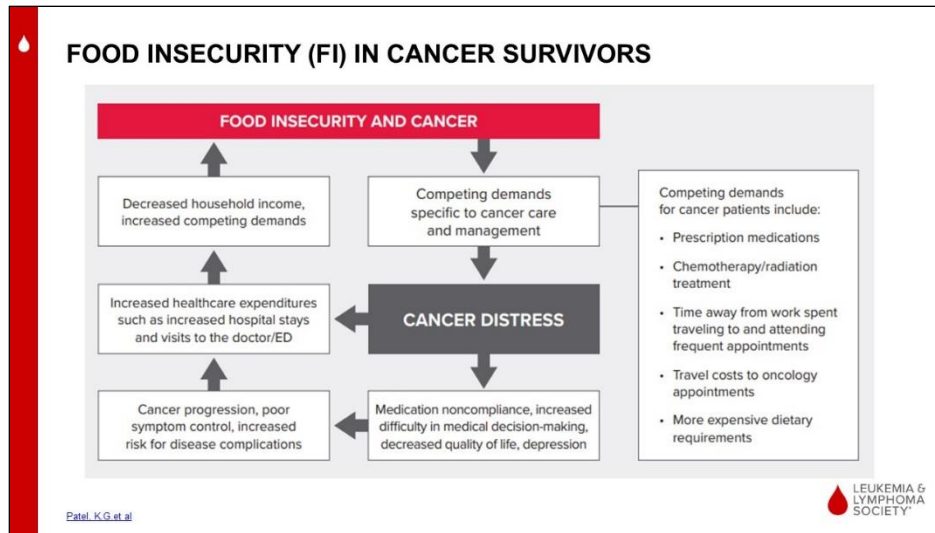 FOOD INSECURITY (FI) IN CANCER SURVIVORS
FOOD INSECURITY AND CANCER
Decreased household income,
increased competing demands
Competing demands
specific to cancer care
and management
Increased healthcare expenditures
such as increased hospital stays
and visits to the doctor/ED
CANCER DISTRESS
Cancer progression, poor
symptom control, increased
risk for disease complications
Medication noncompliance, increased
difficulty in medical decision-making,
decreased quality of life, depression
Competing demands
for cancer patients include:
• Prescription medications
• Chemotherapy/radiation
treatment
• Time away from work spent
traveling to and attending
frequent appointments
• Travel costs to oncology
appointments
• More expensive dietary
requirements
Patel. K.G.et al
LEUKEMIA &
LYMPHOMA
SOCIETY®